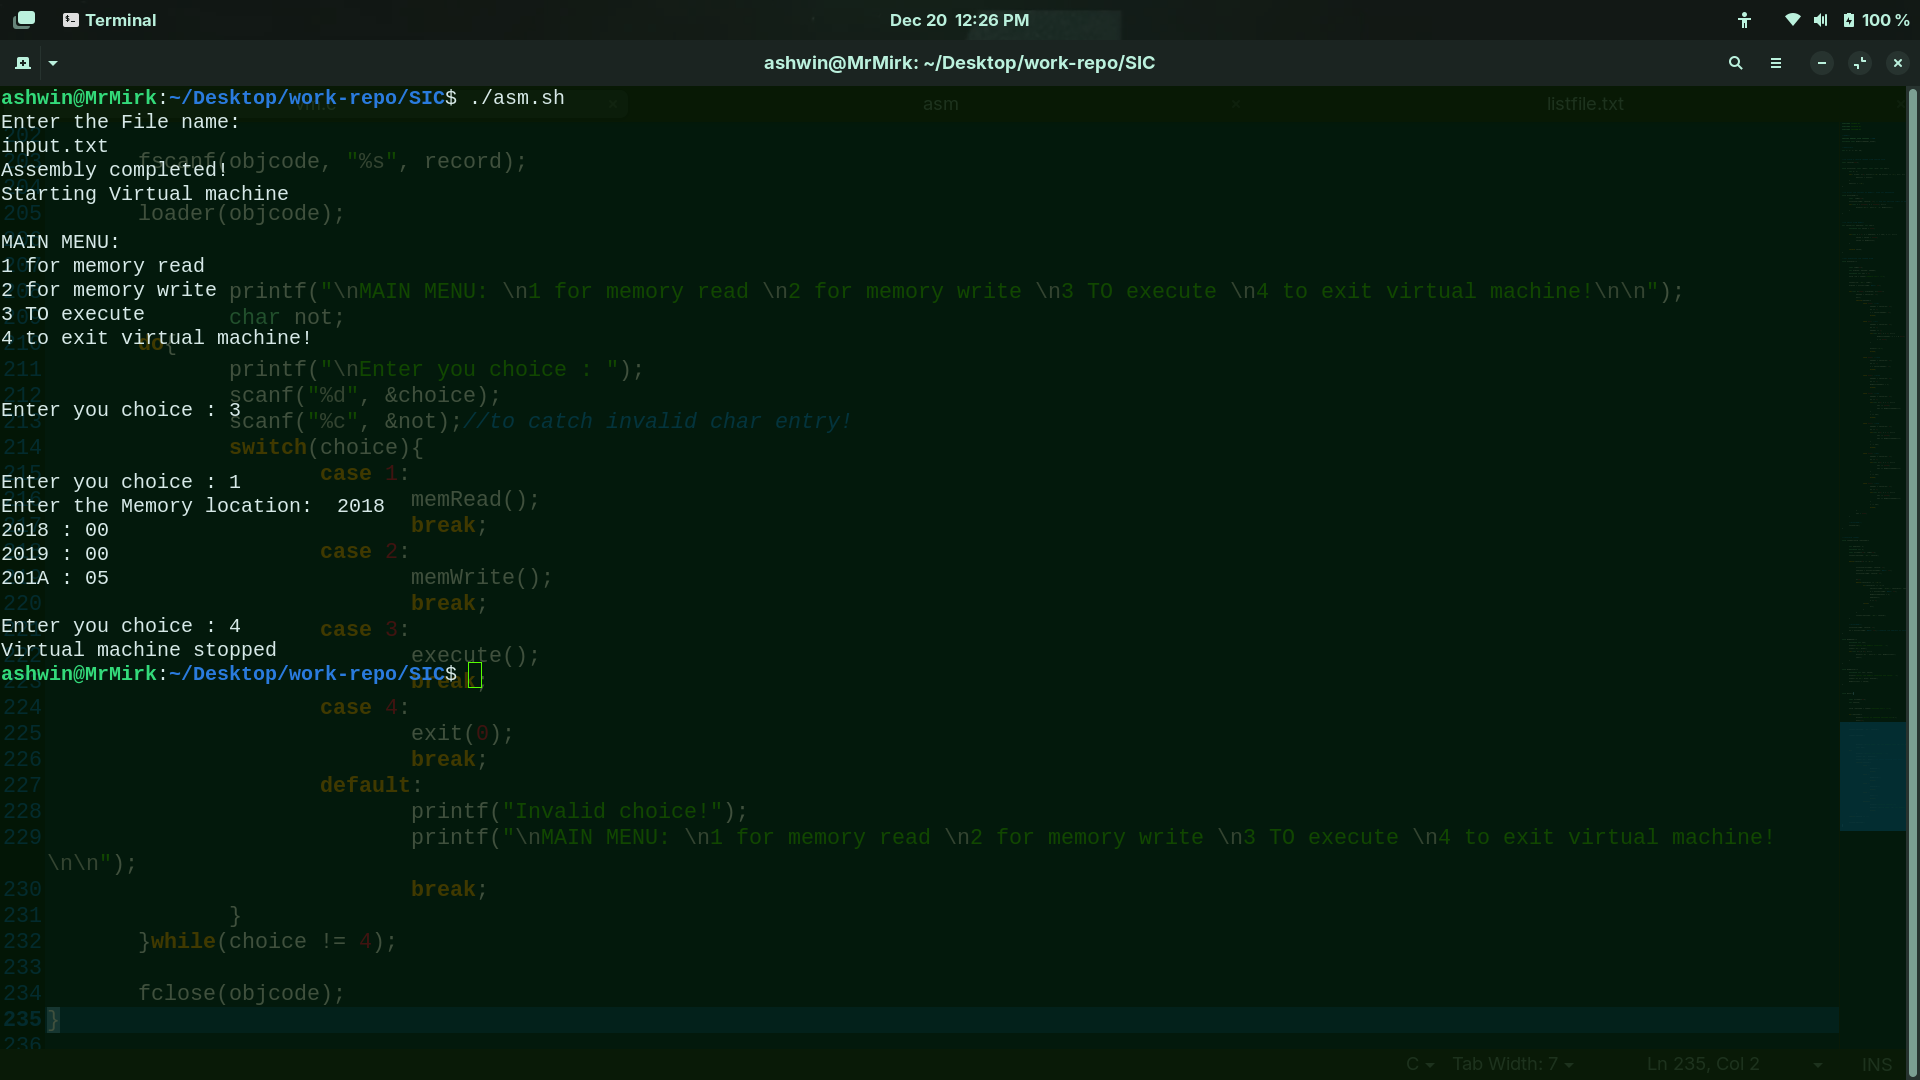 Terminal
Dec 20 12:26 PM
100 %
ashwin@MrMirk: ~/Desktop/work-repo/SIC
ashwin@MrMirk:~/Desktop/work-repo/SIC$ ./asm.sh
Enter the File name:
input.txt
Assembly completed!
Starting Virtual machine

MAIN MENU:
1 for memory read
2 for memory write
3 TO execute
4 to exit virtual machine!

Enter you choice : 3

Enter you choice : 1
Enter the Memory location:  2018
2018 : 00
2019 : 00
201A : 05

Enter you choice : 4
Virtual machine stopped
ashwin@MrMirk:~/Desktop/work-repo/SIC$
asm
listfile.txt
fscanf(objcode, "%s", record);
205 loader(objcode);
printf("\nMAIN MENU: \n1 for memory read \n2 for memory write \n3 TO execute \n4 to exit virtual machine!\n\n");
char not;
do{
211 printf("\nEnter you choice : ");
212 scanf("%d", &choice);
213 scanf("%c", &not);//to catch invalid char entry!
214 switch(choice){
case 1:
memRead();
break;
case 2:
memWrite();
220 break;
case 3:
execute();
break;
224 case 4:
225 exit(0);
226 break;
227 default:
228 printf("Invalid choice!");
229 printf("\nMAIN MENU: \n1 for memory read \n2 for memory write \n3 TO execute \n4 to exit virtual machine!
\n\n");
230 break;
231 }
232 }while(choice != 4);
233
234 fclose(objcode);
235 }
236
C
Tab Width: 7
Ln 235, Col 2
INS